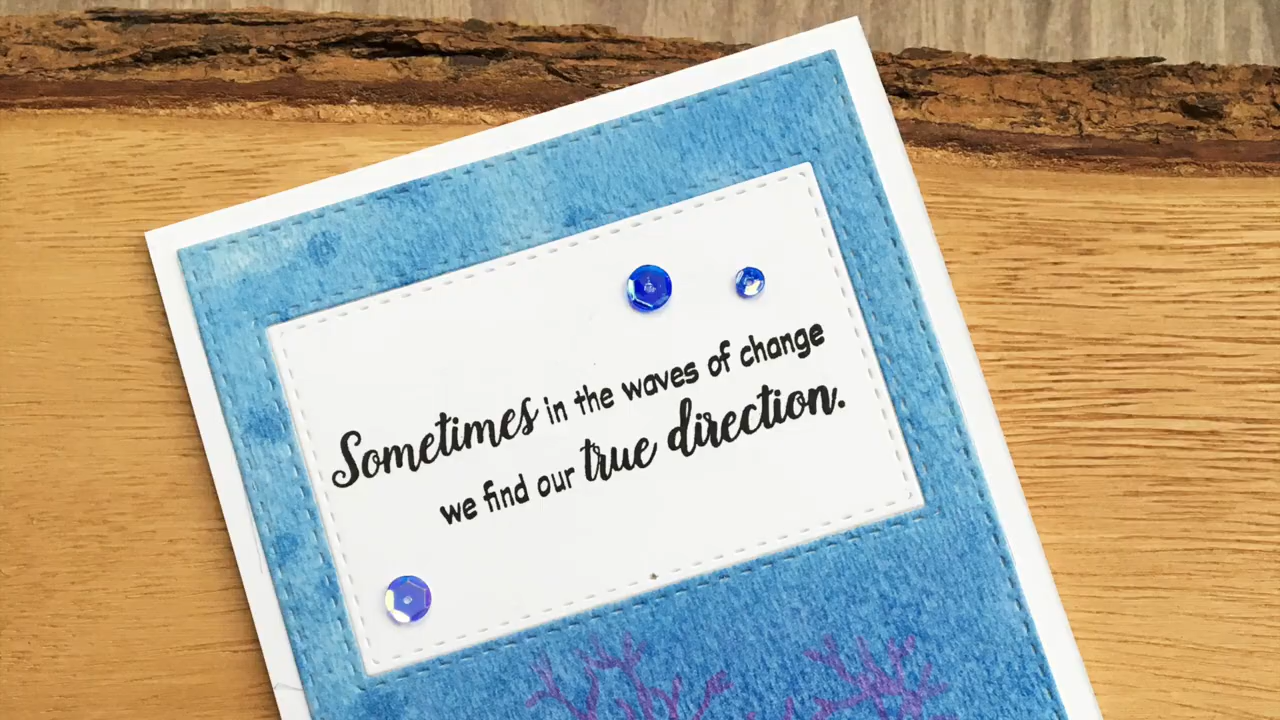 Sometimes in the waves of change
we find our true direction.